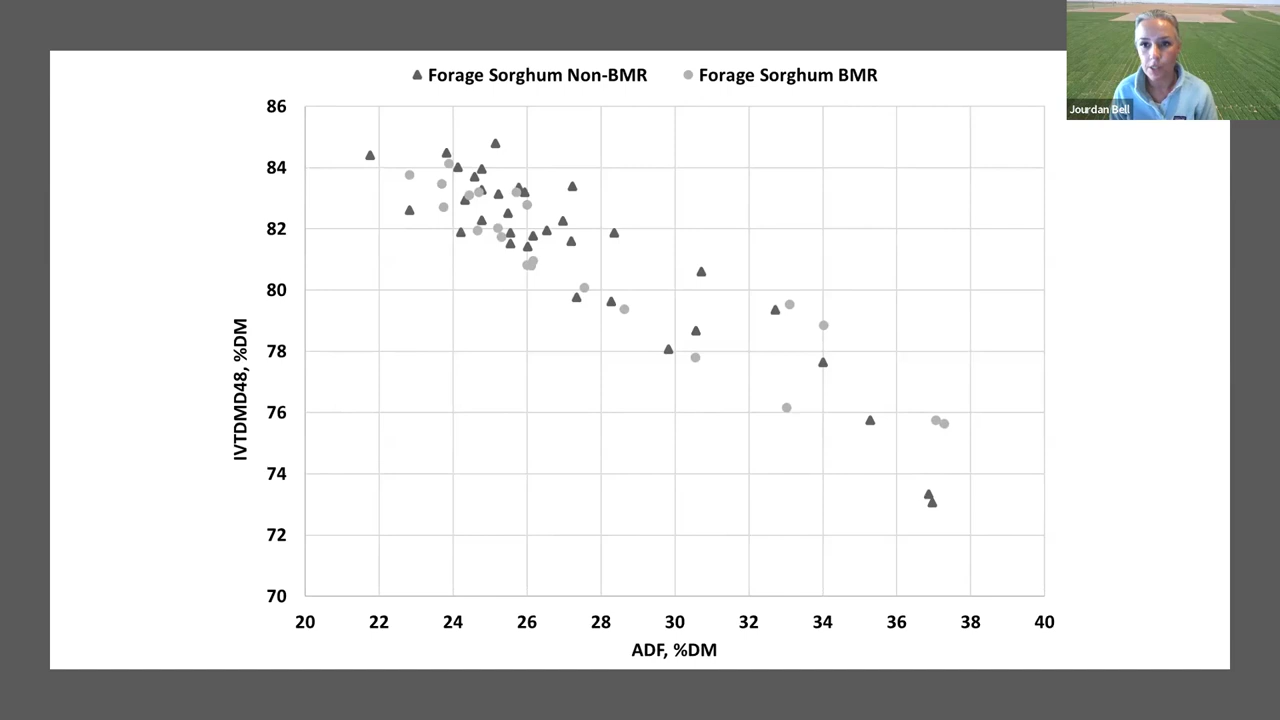 Forage Sorghum Non-BMR Forage Sorghum BMR
Jourdan Bell
86
84
82
80
78
76
74
72
70
IVTDMD48, %DM
20 22 24 26 28 30 32 34 36 38 40
ADF, %DM